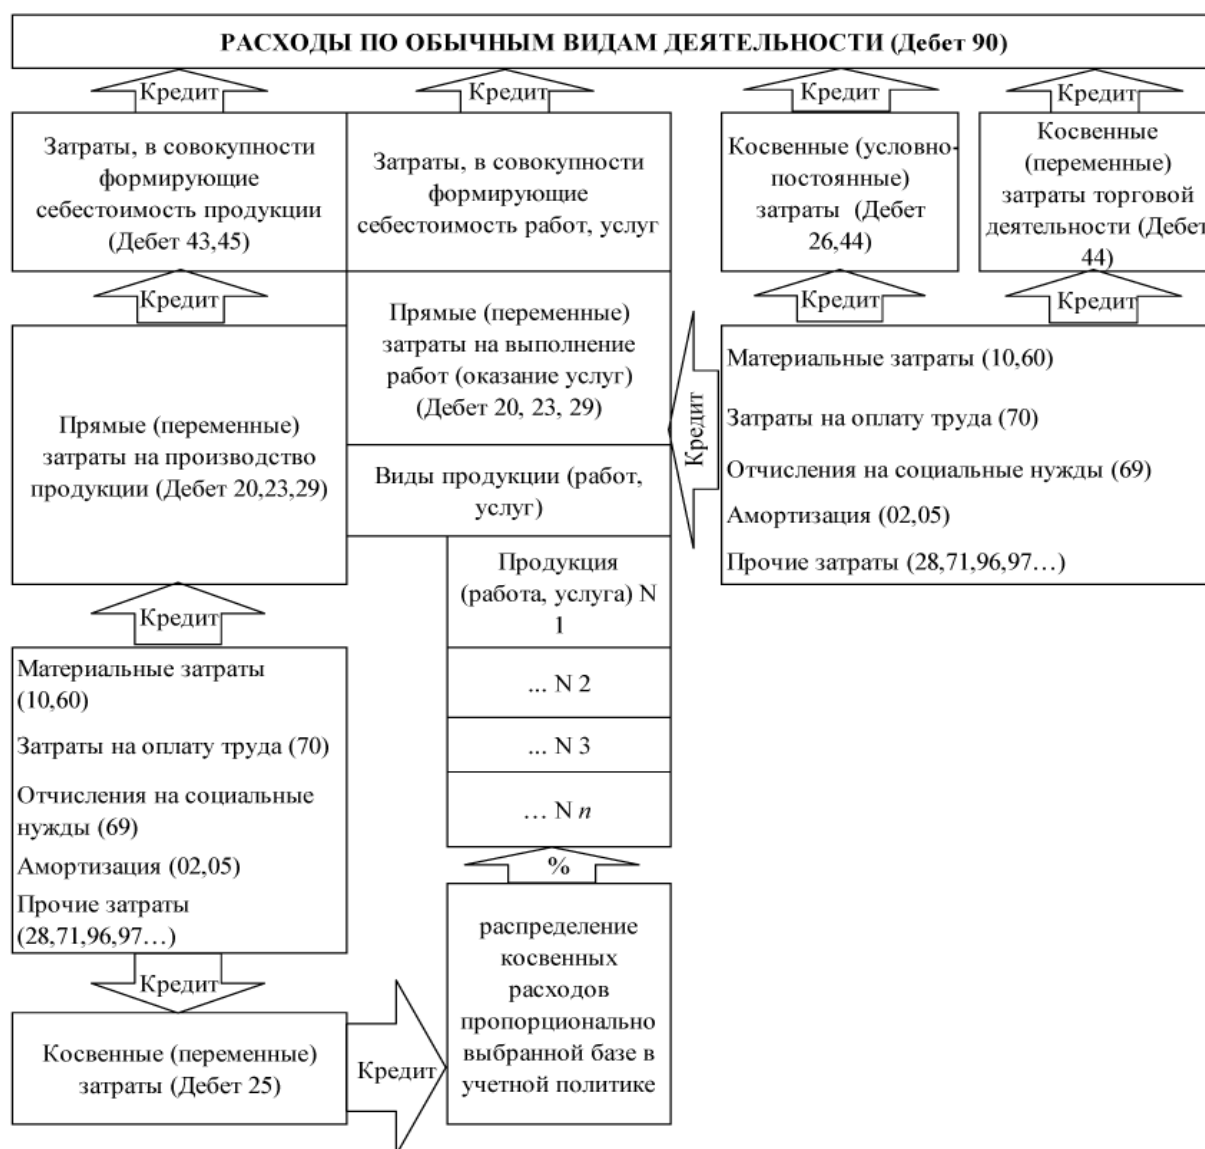 РАСХОДЫ ПО ОБЫЧНЫМ ВИДАМ ДЕЯТЕЛЬНОСТИ (Дебет 90)
Кредит
Кредит
Кредит
Кредит
Затраты, в совокупности
формирующие
себестоимость продукции
(Дебет 43,45)
Затраты, в совокупности
формирующие
себестоимость работ, услуг
Косвенные (условно-
постоянные)
затраты (Дебет
26,44)
Косвенные
(переменные)
затраты торговой
деятельности (Дебет
44)
Кредит
Кредит
Кредит
Прямые (переменные)
затраты на производство
продукции (Дебет 20,23,29)
Прямые (переменные)
затраты на выполнение
работ (оказание услуг)
(Дебет 20, 23, 29)
Кредит
Материальные затраты (10,60)
Затраты на оплату труда (70)
Отчисления на социальные нужды (69)
Амортизация (02,05)
Прочие затраты (28,71,96,97…)
Виды продукции (работ,
услуг)
Продукция
(работа, услуга) N
1
... N 2
... N 3
… N n
Кредит
Материальные затраты
(10,60)
Затраты на оплату труда (70)
Отчисления на социальные
нужды (69)
Амортизация (02,05)
Прочие затраты
(28,71,96,97…)
Кредит
Косвенные (переменные)
затраты (Дебет 25)
Кредит
%
распределение
косвенных
расходов
пропорционально
выбранной базе в
учетной политике